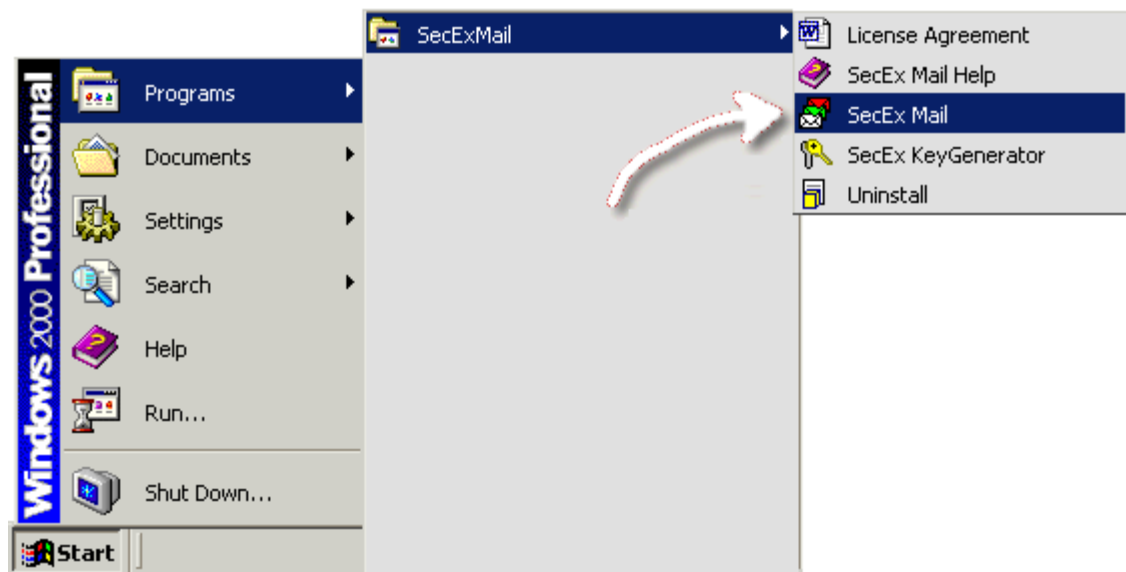 Windows 2000 Professional
Programs
Documents
Settings
Search
Help
Run...
Shut Down...
Start
SecExMail
License Agreement
SecEx Mail Help
SecEx Mail
SecEx KeyGenerator
Uninstall